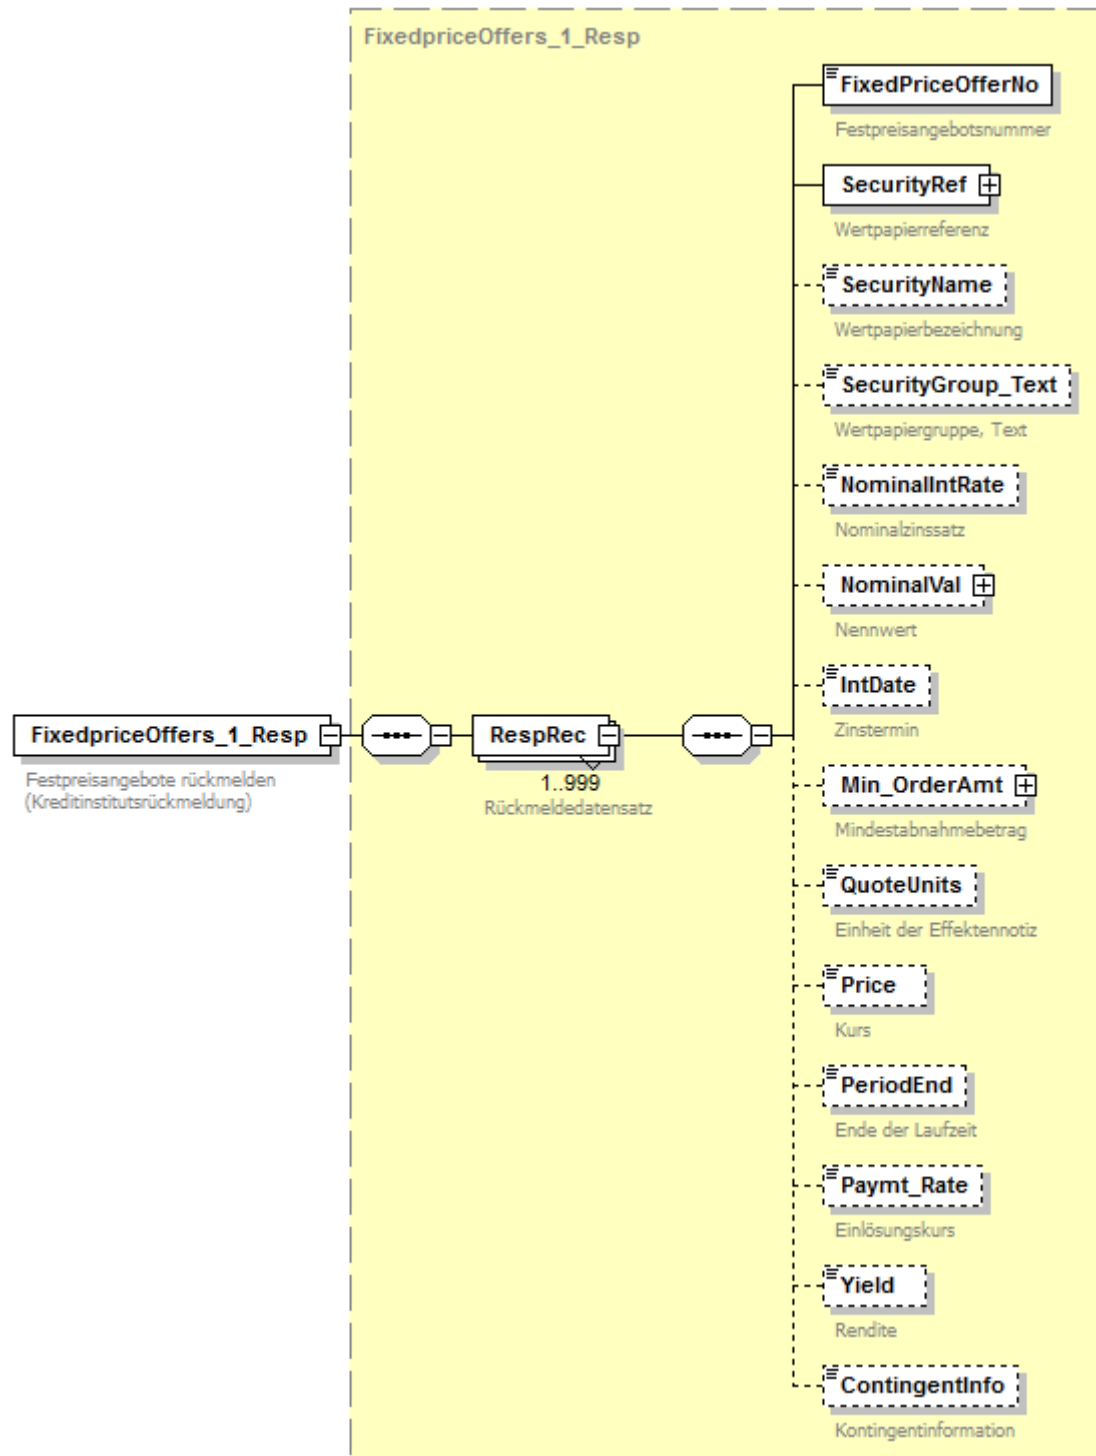 FixedpriceOffers_1_Resp
FixedPriceOfferNo
Festpreisangebotsnummer
SecurityRef
Wertpapierreferenz
SecurityName
Wertpapierbezeichnung
SecurityGroup_Text
Wertpapiergruppe, Text
NominalIntRate
Nominalzinssatz
NominalVal
Nennwert
IntDate
Zinstermin
FixedpriceOffers_1_Resp
Festpreisangebote rückmelden
(Kreditinstitutsrückmeldung)
RespRec
1..999
Rückmeldedatensatz
Min_OrderAmt
Mindestabnahmebetrag
QuoteUnits
Einheit der Effektennotiz
Price
Kurs
PeriodEnd
Ende der Laufzeit
Paymt_Rate
Einlösungskurs
Yield
Rendite
ContingentInfo
Kontingentinformation